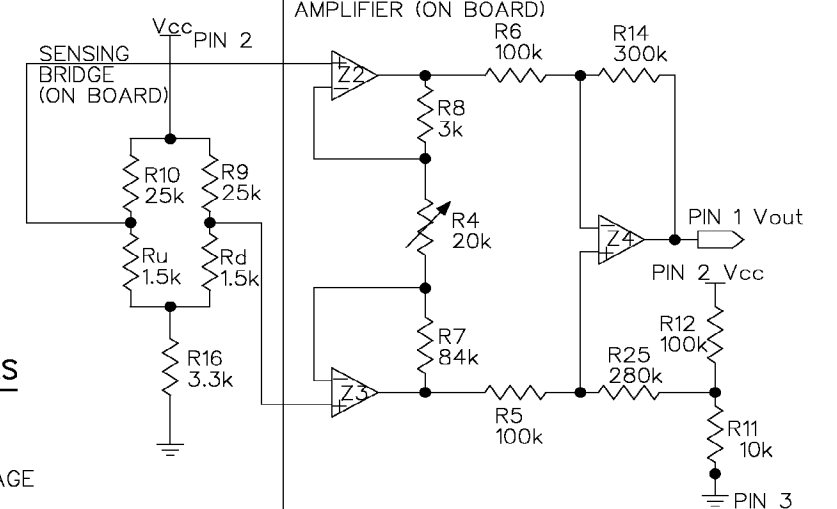 AMPLIFIER (ON BOARD)
Vcc PIN 2
SENSING
BRIDGE
(ON BOARD)
R6
100k
R14
300k
Z2
R8
3k
R10
25k
R9
25k
R4
20k
Z4
PIN 1 Vout
Ru
1.5k
Rd
1.5k
PIN 2 Vcc
R12
100k
R16
3.3k
R7
84k
R25
280k
Z3
R5
100k
R11
10k
S
AGE
PIN 3